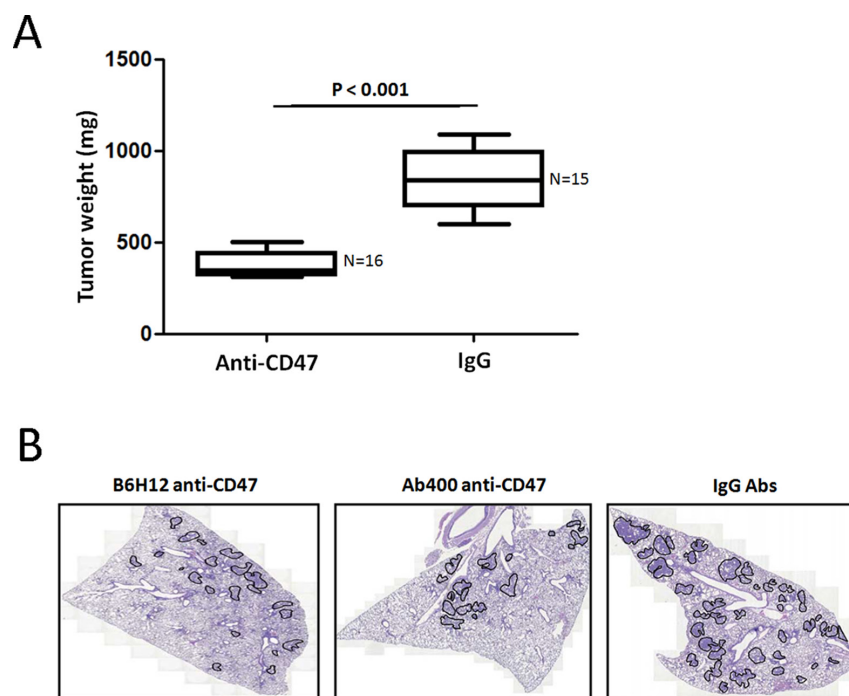 A
1500
1000
500
0
Tumor weight (mg)
P < 0.001
N=16
N=15
Anti-CD47
IgG
B
B6H12 anti-CD47
Ab400 anti-CD47
IgG Abs